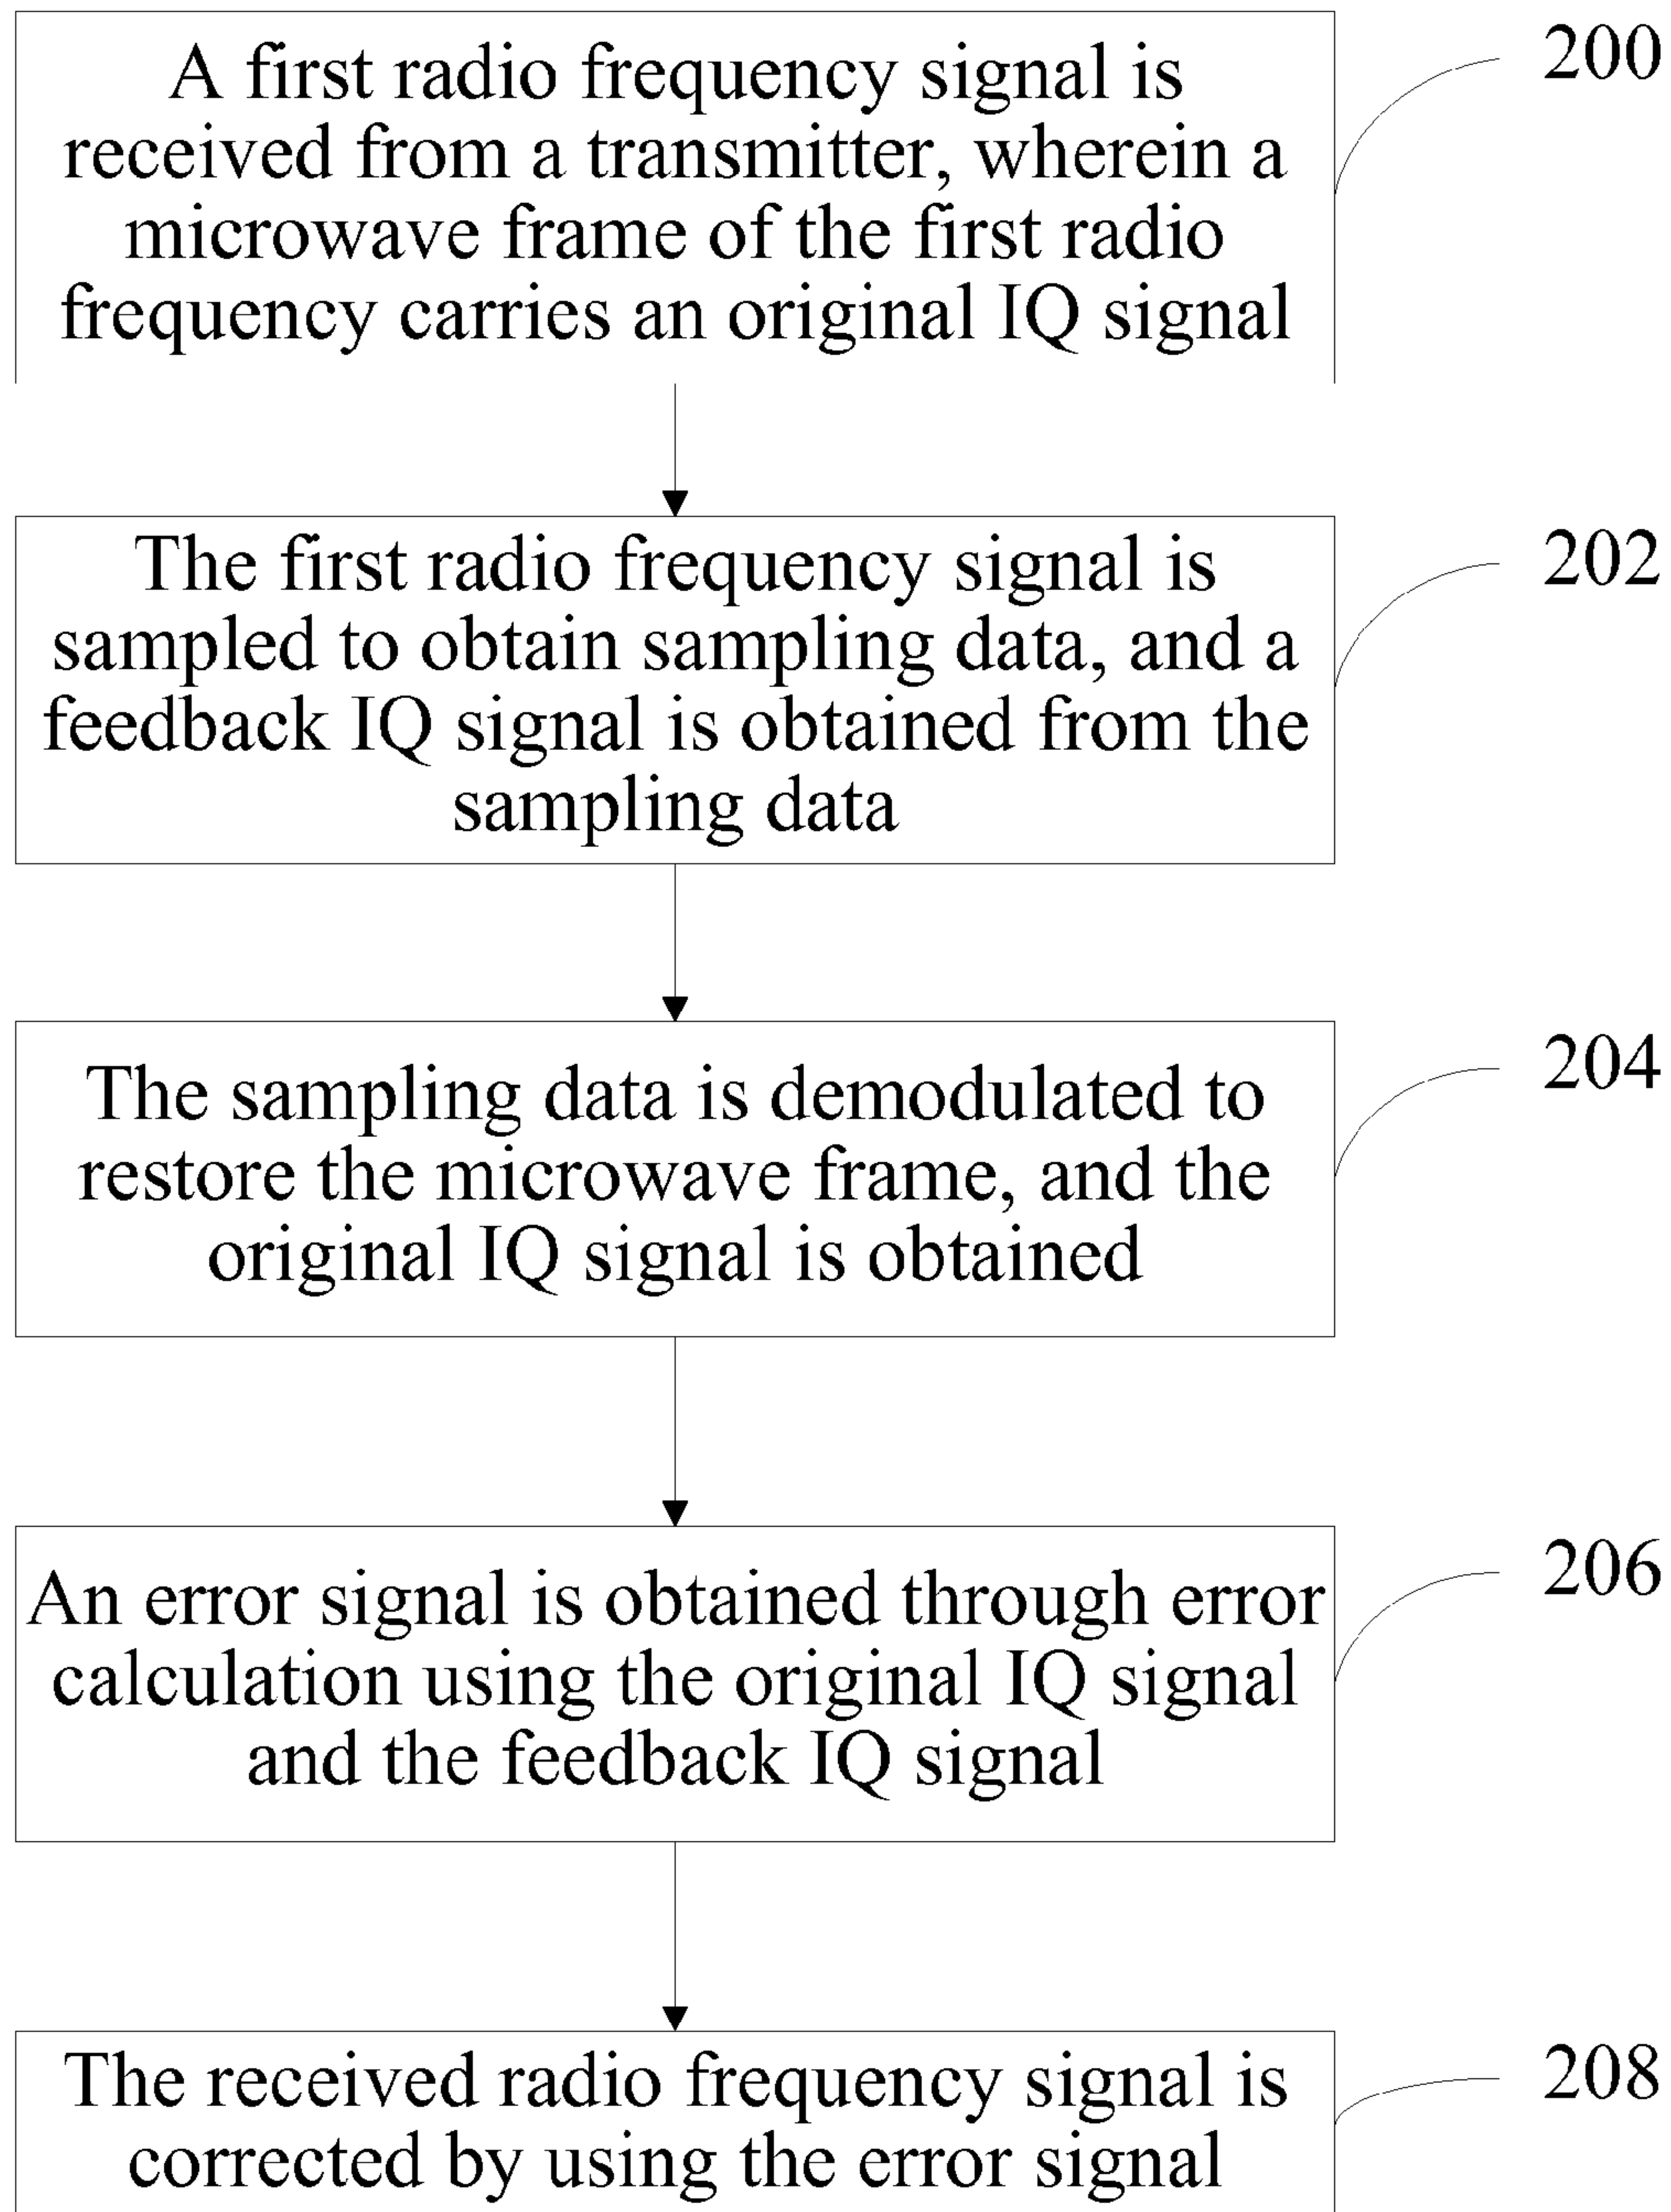 A first radio frequency signal is
received from a transmitter, wherein a
microwave frame of the first radio
frequency carries an original IQ signal
200
The first radio frequency signal is
sampled to obtain sampling data, and a
feedback IQ signal is obtained from the
sampling data
202
The sampling data is demodulated to
restore the microwave frame, and the
original IQ signal is obtained
204
An error signal is obtained through error
calculation using the original IQ signal
and the feedback IQ signal
206
The received radio frequency signal is
corrected by using the error signal
208